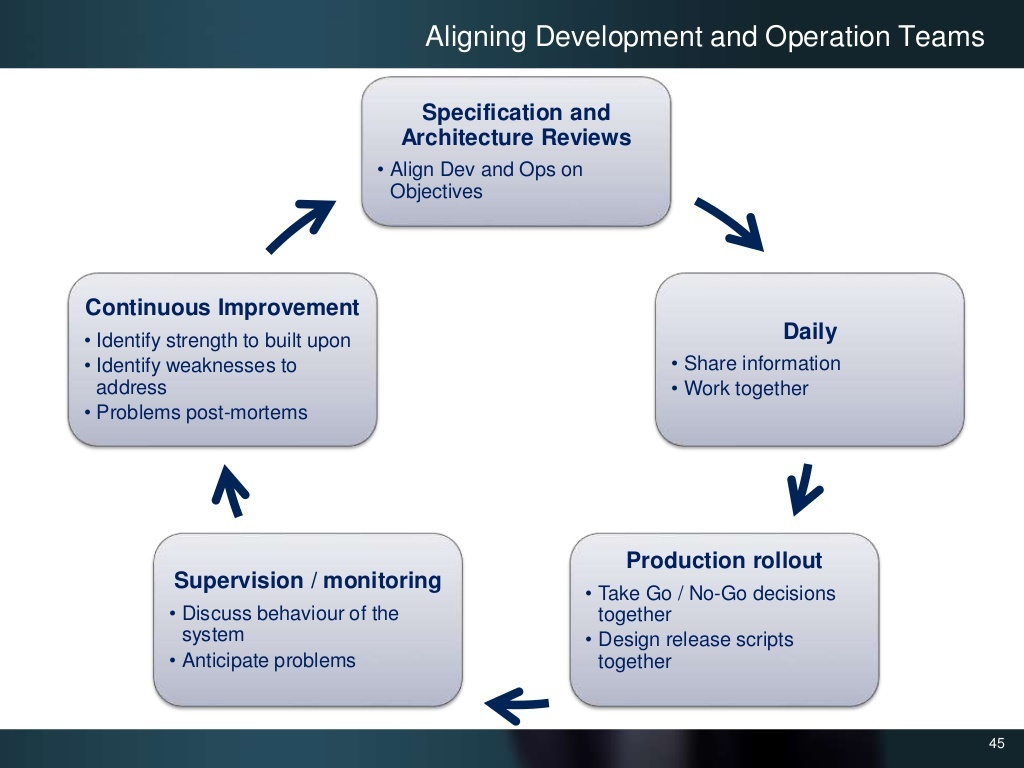 Aligning Development and Operation Teams
Specification and
Architecture Reviews
• Align Dev and Ops on
Objectives
Daily
• Share information
• Work together
Production rollout
• Take Go / No-Go decisions
together
• Design release scripts
together
Supervision / monitoring
• Discuss behaviour of the
system
• Anticipate problems
Continuous Improvement
• Identify strength to built upon
• Identify weaknesses to
address
• Problems post-mortems
45